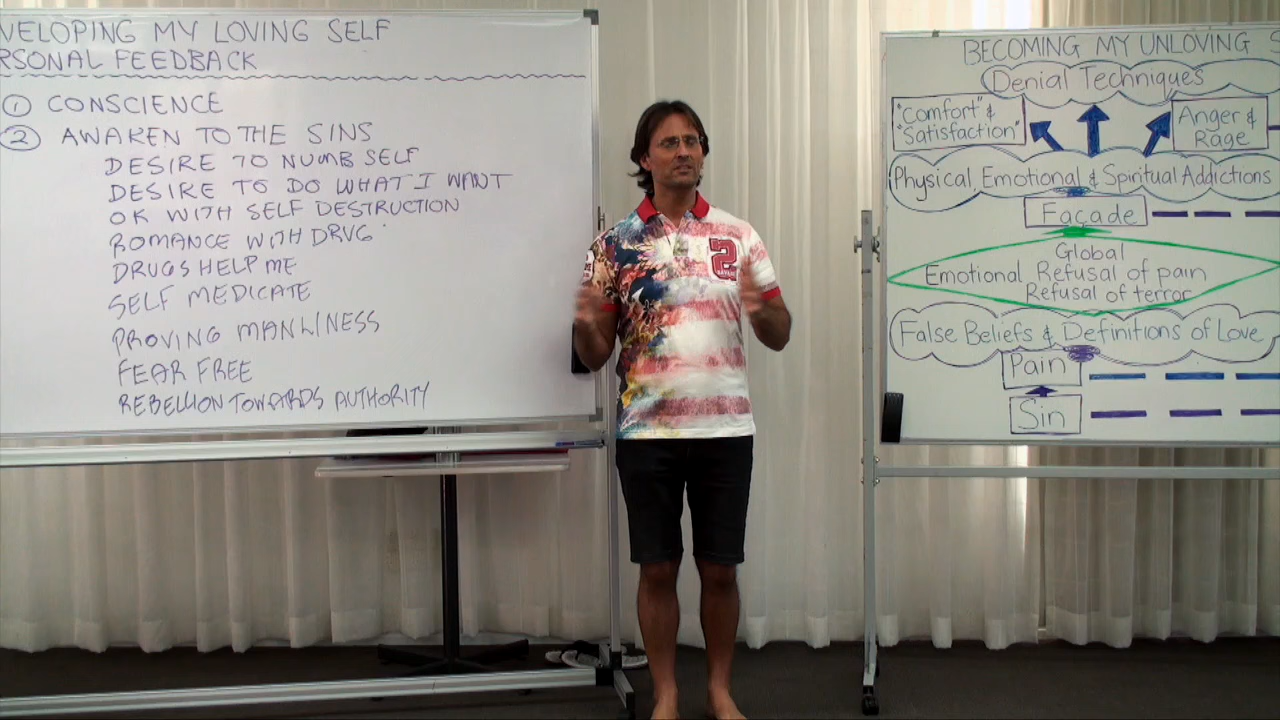 VELOPING MY LOVING SELF
RSONAL FEEDBACK
1 CONSCIENCE
2 AWAKEN TO THE SINS
DESIRE TO NUMB SELF
DESIRE TO DO WHAT I WANT
OK WITH SELF DESTRUCTION
ROMANCE WITH DRUG
DRUGS HELP ME
SELF MEDICATE
PROVING MANLINESS
FEAR FREE
REBELLION TOWARDS AUTHORITY
2
BECOMING MY UNLOVING S
Denial Techniques
"Comfort" &
"Satisfaction"
Anger &
Rage
Physical Emotional & Spiritual Addictions
Façade
Global
Emotional Refusal of pain
Refusal of terror
False Beliefs & Definitions of Love
Pain
Sin